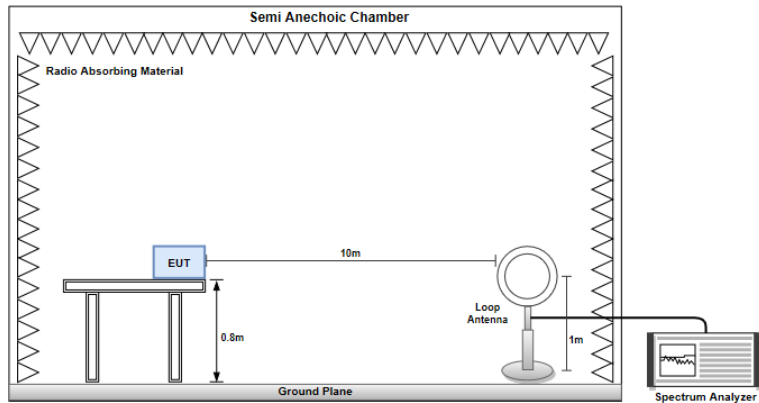 Semi Anechoic Chamber
Radio Absorbing Material
10m
EUT
Loop
Antenna
0.8m
1m
Ground Plane
Spectrum Analyzer